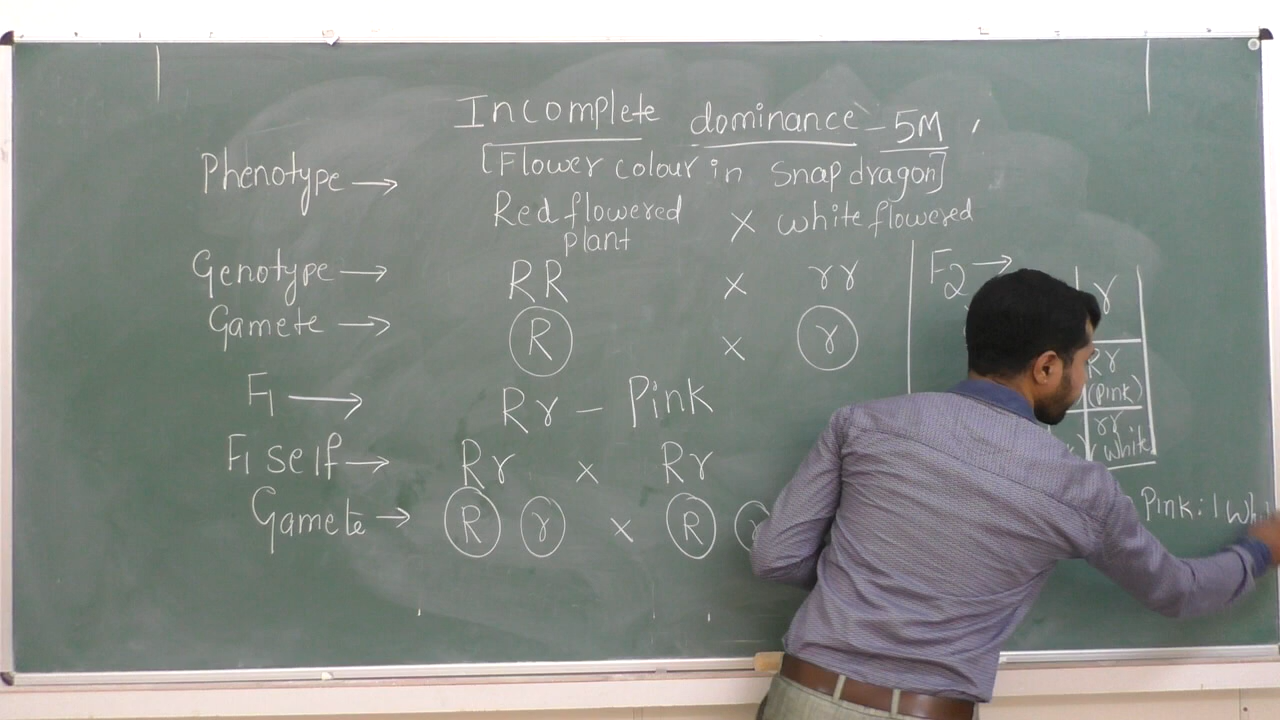 Incomplete dominance - 5M
[Flower colour in Snapdragon]
Phenotype →
Red flowered plant × white flowered
Genotype → RR × rr
Gamete → R × r
F1 → Rr - Pink
F1 self → Rr × Rr
Gamete → R r × R
F2 →
r
Rr
(Pink)
rr
white
Pink : 1